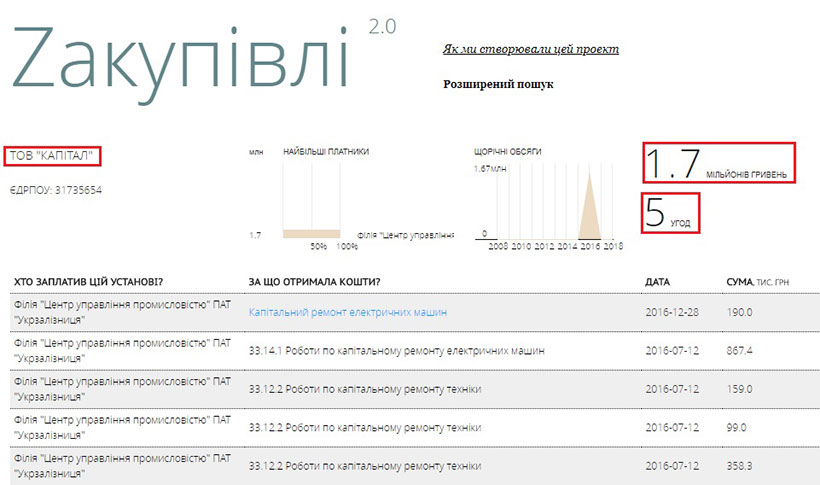 Zакупівлі 2.0
Як ми створювали цей проект
Розширений пошук
ТОВ "КАПІТАЛ"
ЄДРПОУ: 31735654
млн НАЙБІЛЬШІ ПЛАТНИКИ
1.7 Філія "Центр управління
50% 100%
ЩОРІЧНІ ОБСЯГИ
1.67млн
0
2008 2010 2012 2014 2016 2018
1.7 МІЛЬЙОНІВ ГРИВЕНЬ
5 УГОД
ХТО ЗАПЛАТИВ ЦІЙ УСТАНОВІ? ЗА ЩО ОТРИМАЛА КОШТИ? ДАТА СУМА, ТИС. ГРН
Філія "Центр управління промисловістю" ПАТ
"Укрзалізниця"
Капітальний ремонт електричних машин 2016-12-28 190.0
Філія "Центр управління промисловістю" ПАТ
"Укрзалізниця"
33.14.1 Роботи по капітальному ремонту електричних машин 2016-07-12 867.4
Філія "Центр управління промисловістю" ПАТ
"Укрзалізниця"
33.12.2 Роботи по капітальному ремонту техніки 2016-07-12 159.0
Філія "Центр управління промисловістю" ПАТ
"Укрзалізниця"
33.12.2 Роботи по капітальному ремонту техніки 2016-07-12 99.0
Філія "Центр управління промисловістю" ПАТ
"Укрзалізниця"
33.12.2 Роботи по капітальному ремонту техніки 2016-07-12 358.3